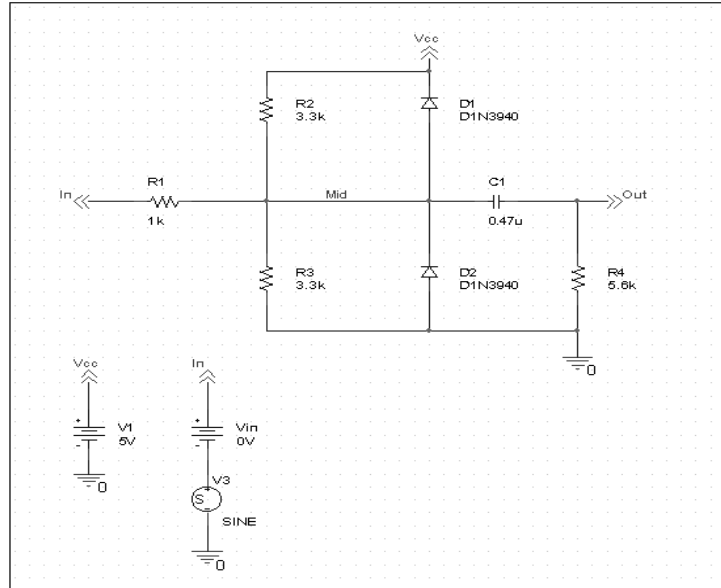 Vcc
R2
3.3k
D1
D1N3940
In
R1
1k
Mid
C1
0.47u
Out
R3
3.3k
D2
D1N3940
R4
5.6k
0
Vcc
In
+
V1
5V
-
0
+
Vin
0V
-
V3
+
S
-
SINE
0